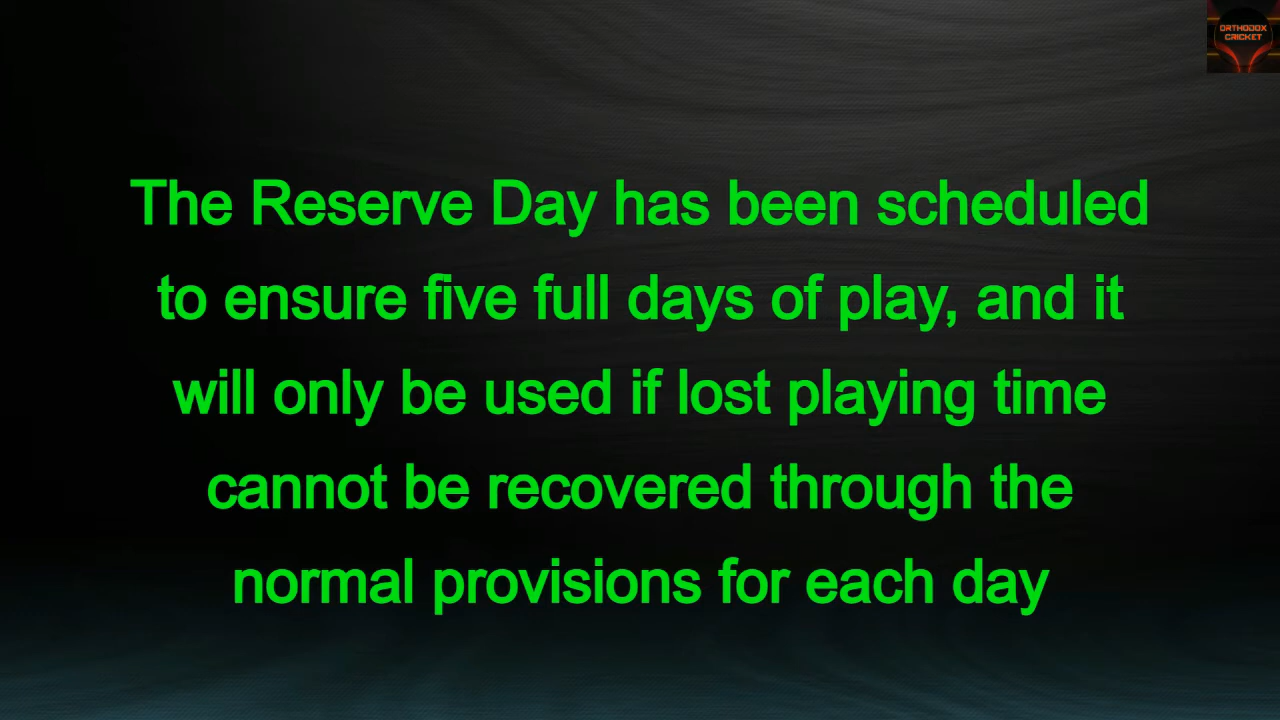 ORTHODOX
CRICKET
The Reserve Day has been scheduled
to ensure five full days of play, and it
will only be used if lost playing time
cannot be recovered through the
normal provisions for each day